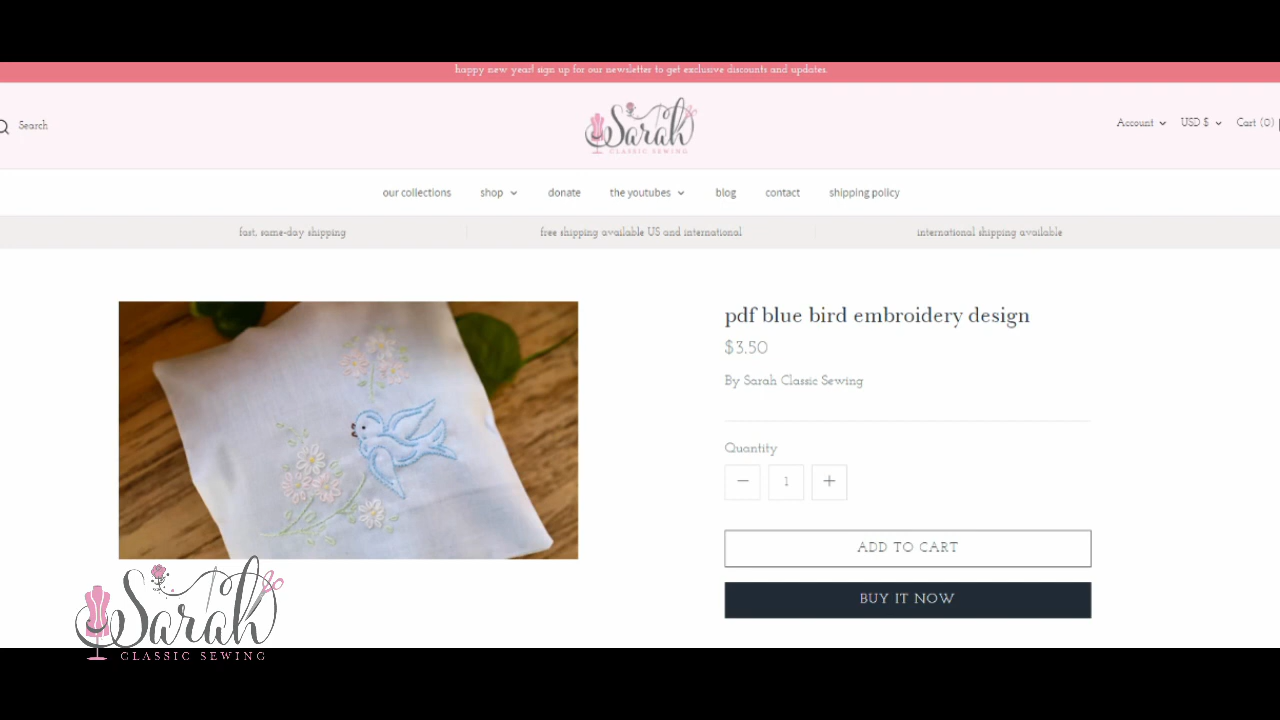 happy new year! sign up for our newsletter to get exclusive discounts and updates.
Search
Sarah
CLASSIC SEWING
Account
USD $
Cart (0)
our collections
shop
donate
the youtubes
blog
contact
shipping policy
fast, same-day shipping
free shipping available US and international
international shipping available
pdf blue bird embroidery design
$3.50
By Sarah Classic Sewing
Quantity
1
ADD TO CART
BUY IT NOW
Sarah
CLASSIC SEWING